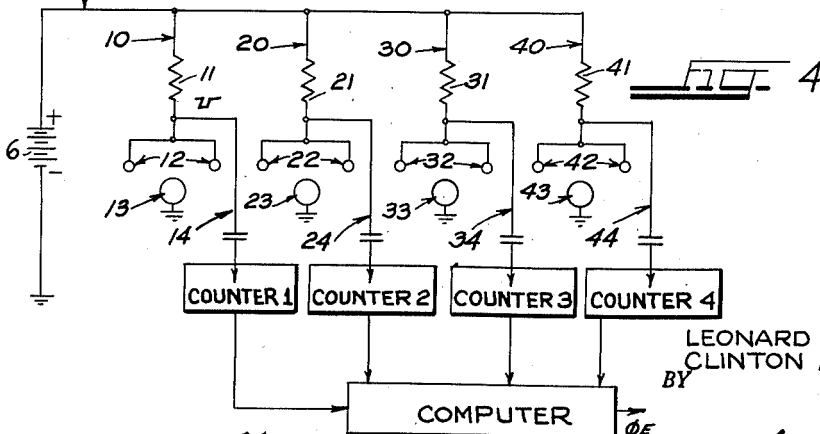 10 20 30 40
11 21 31 41 4
v
6 + -
12 22 32 42
13 23 33 43
14 24 34 44
COUNTER 1 COUNTER 2 COUNTER 3 COUNTER 4
LEONARD
CLINTON
BY
COMPUTER
ΦE